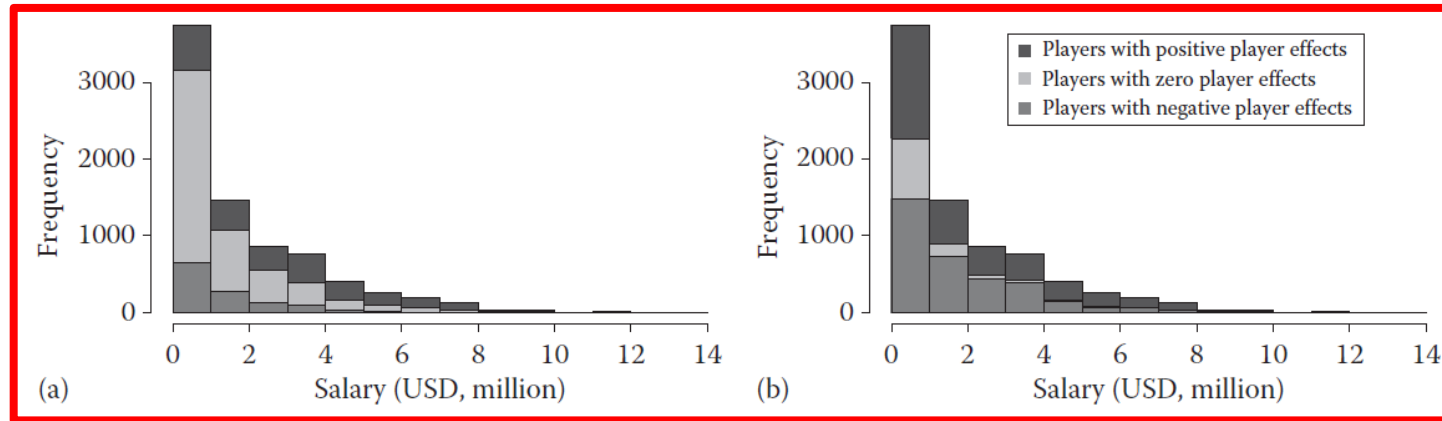 3000
2000
1000
0
Frequency
0 2 4 6 8 10 12 14
Salary (USD, million)
(a)
Players with positive player effects
Players with zero player effects
Players with negative player effects
3000
2000
1000
0
Frequency
0 2 4 6 8 10 12 14
Salary (USD, million)
(b)